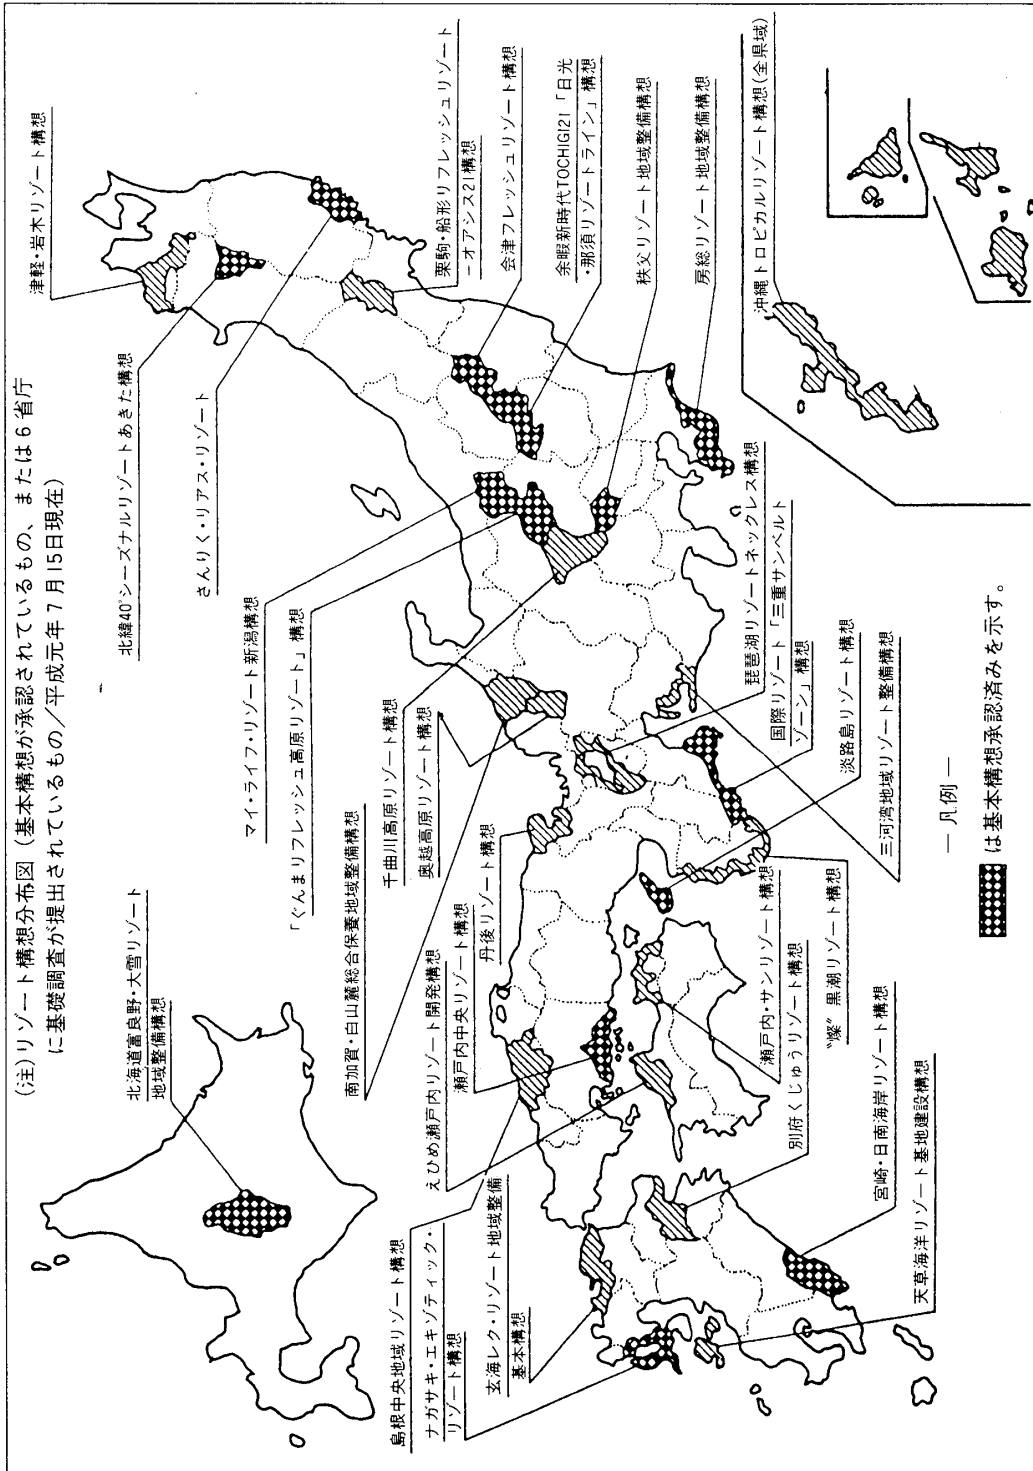 (注)リゾート構想分布図(基本構想が承認されているもの、または6省庁
に基礎調査が提出されているもの/平成元年7月15日現在)
北海道富良野・大雪リゾート
地域整備構想
津軽・岩木リゾート構想
北緯40°シーズナルリゾートあきた構想
さんりく・リアス・リゾート
栗駒・船形リフレッシュリゾート
−オアシス21構想
会津フレッシュリゾート構想
余暇新時代TOCHIGI21「日光
・那須リゾートライン」構想
秩父リゾート地域整備構想
房総リゾート地域整備構想
沖縄トロピカルリゾート構想(全県域)
マイ・ライフ・リゾート新潟構想
「ぐんまリフレッシュ高原リゾート」構想
千曲川高原リゾート構想
奥越高原リゾート構想
南加賀・白山麓総合保養地域整備構想
丹後リゾート構想
瀬戸内中央リゾート構想
えひめ瀬戸内リゾート開発構想
島根中央地域リゾート構想
ナガサキ・エキゾティック・
リゾート構想
玄海レク・リゾート地域整備
基本構想
琵琶湖リゾートネックレス構想
国際リゾート「三重サンベルト
ゾーン」構想
淡路島リゾート構想
三河湾地域リゾート整備構想
瀬戸内・サンリゾート構想
別府くじゅうリゾート構想
“燦”黒潮リゾート構想
宮崎・日南海岸リゾート構想
天草海洋リゾート基地建設構想
―凡例―
は基本構想承認済みを示す。